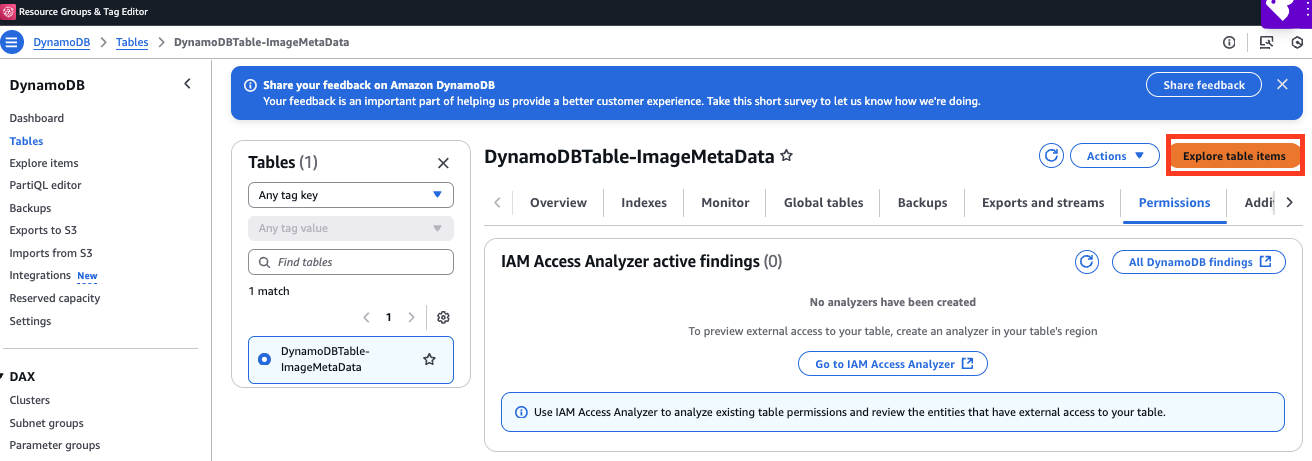 Resource Groups & Tag Editor
DynamoDB > Tables > DynamoDBTable-ImageMetaData
DynamoDB
Dashboard
Tables
Explore items
PartiQL editor
Backups
Exports to S3
Imports from S3
Integrations New
Reserved capacity
Settings
DAX
Clusters
Subnet groups
Parameter groups
Share your feedback on Amazon DynamoDB
Your feedback is an important part of helping us provide a better customer experience. Take this short survey to let us know how we're doing.
Share feedback
Tables (1)
Any tag key
Any tag value
Find tables
1 match
1
DynamoDBTable-
ImageMetaData
DynamoDBTable-ImageMetaData
Actions
Explore table items
Overview
Indexes
Monitor
Global tables
Backups
Exports and streams
Permissions
IAM Access Analyzer active findings (0)
All DynamoDB findings
No analyzers have been created
To preview external access to your table, create an analyzer in your table's region
Go to IAM Access Analyzer
Use IAM Access Analyzer to analyze existing table permissions and review the entities that have external access to your table.